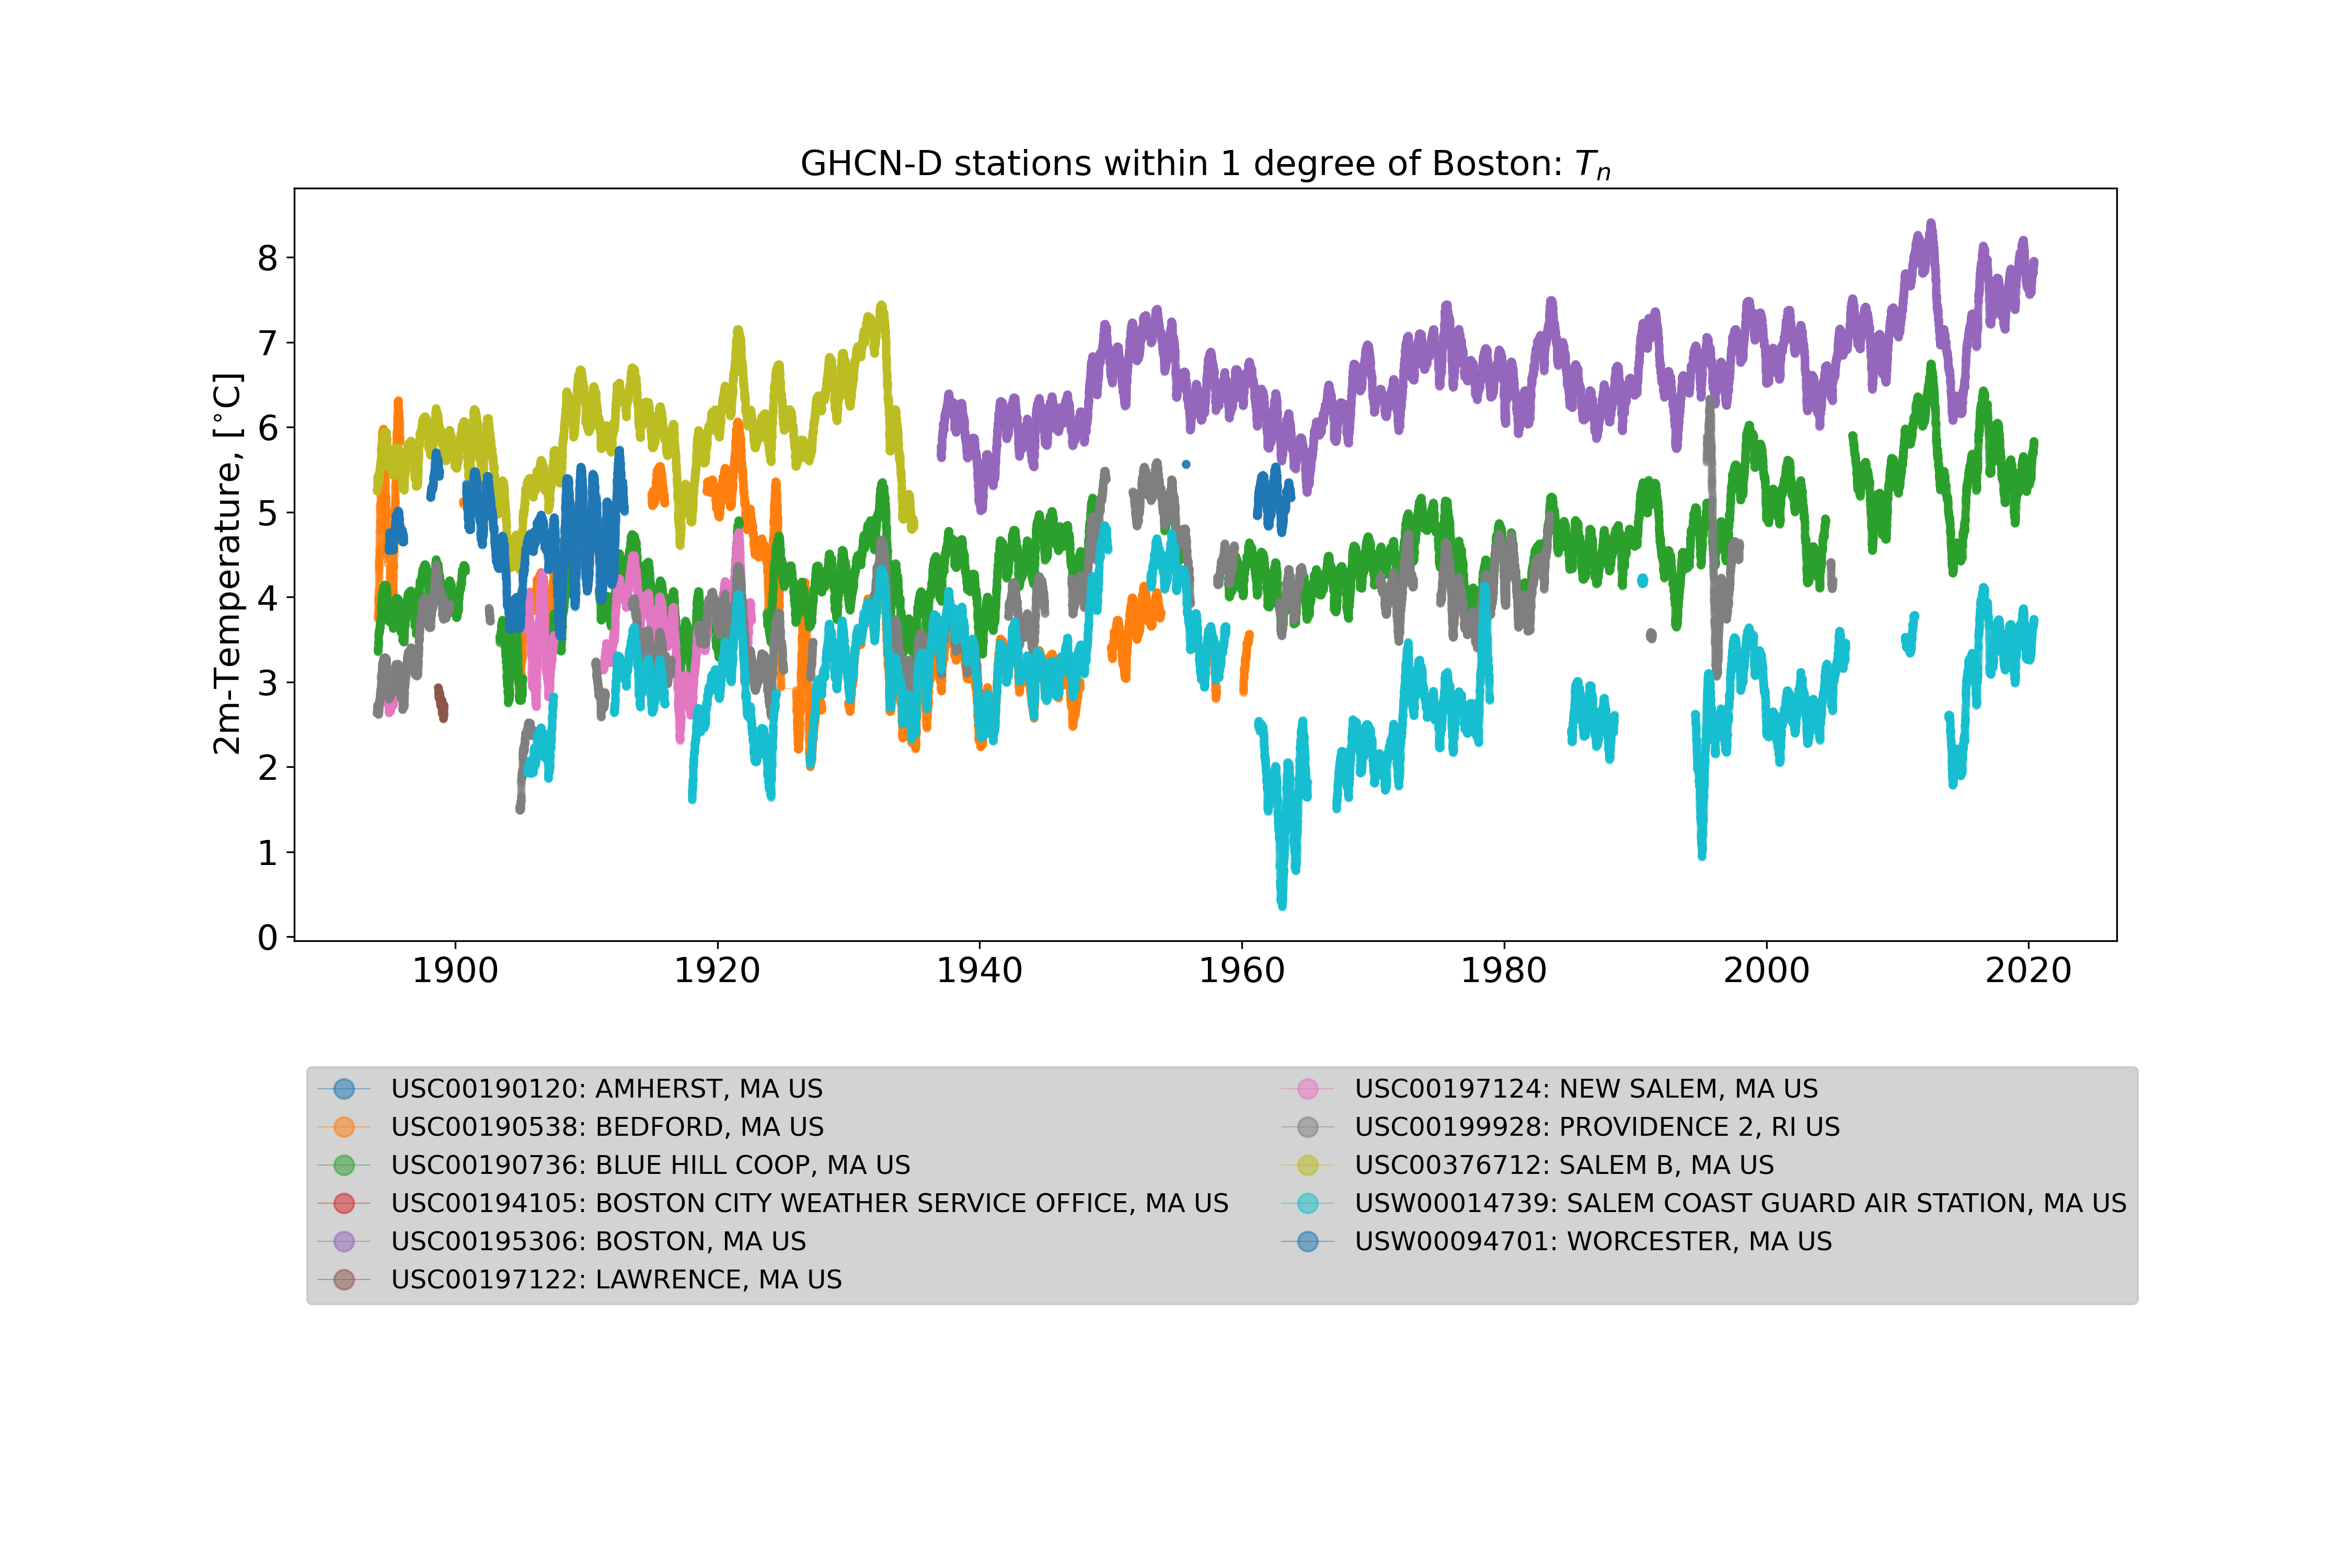 GHCN-D stations within 1 degree of Boston: Tn
2m-Temperature, [°C]
8
7
6
5
4
3
2
1
0
1900 1920 1940 1960 1980 2000 2020
USC00190120: AMHERST, MA US
USC00190538: BEDFORD, MA US
USC00190736: BLUE HILL COOP, MA US
USC00194105: BOSTON CITY WEATHER SERVICE OFFICE, MA US
USC00195306: BOSTON, MA US
USC00197122: LAWRENCE, MA US
USC00197124: NEW SALEM, MA US
USC00199928: PROVIDENCE 2, RI US
USC00376712: SALEM B, MA US
USW00014739: SALEM COAST GUARD AIR STATION, MA US
USW00094701: WORCESTER, MA US